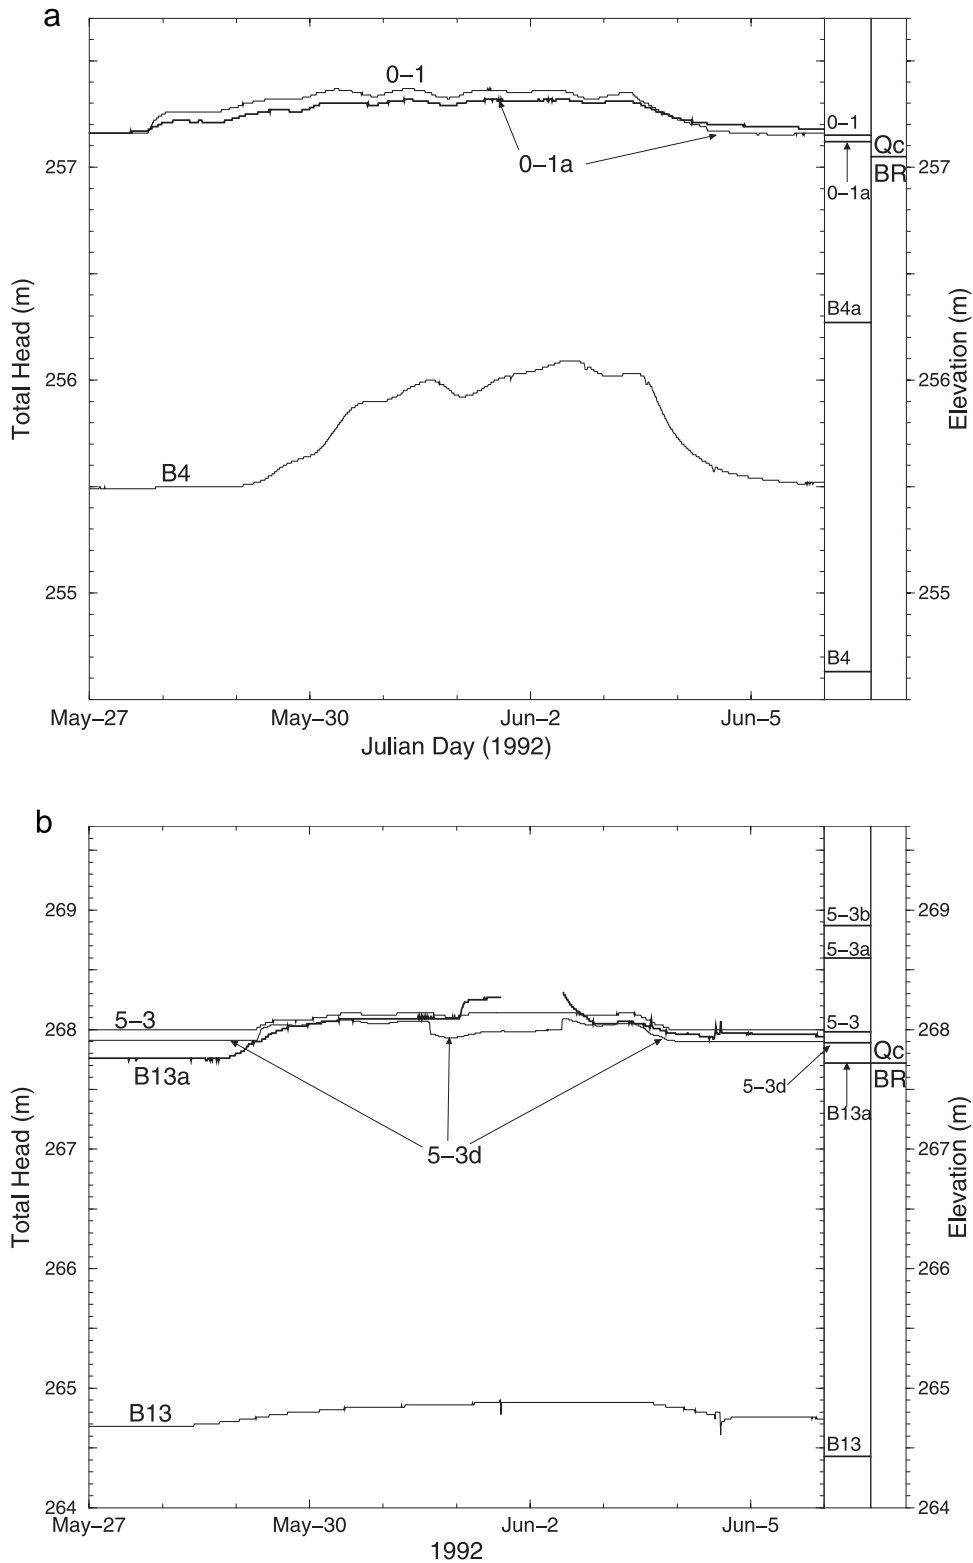 a
257
256
255
Total Head (m)
0–1
0–1a
B4
May–27
May–30
Jun–2
Jun–5
Julian Day (1992)
0–1
0–1a
B4a
B4
Qc
BR
257
256
255
Elevation (m)
b
269
268
267
266
265
264
Total Head (m)
5–3
B13a
5–3d
B13
May–27
May–30
Jun–2
Jun–5
1992
5–3b
5–3a
5–3
5–3d
B13a
B13
Qc
BR
269
268
267
266
265
264
Elevation (m)